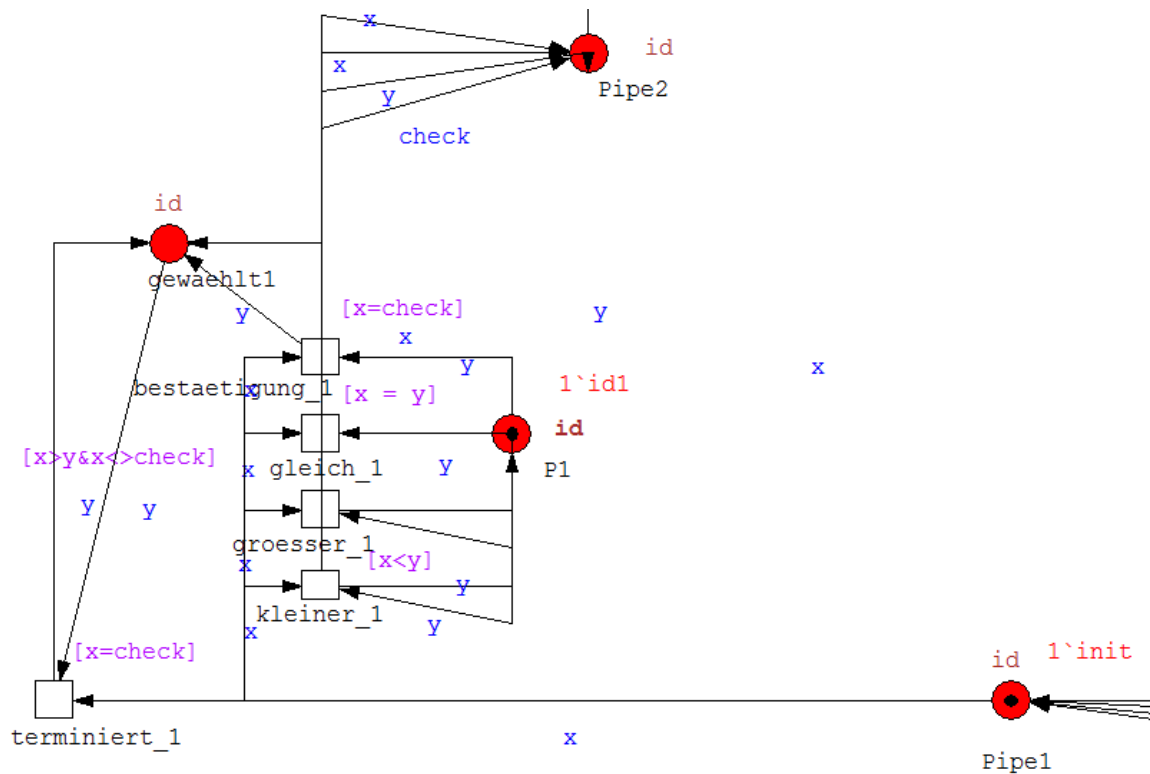 x
id
x
Pipe2
y
check
id
gewaehlt1
y
[x=check]
y
x
x
y
bestaetigung_1
x
[x = y]
1`id1
id
[x>y&x<>check]
x
gleich_1
y
P1
y
y
groesser_1
x
[x<y]
y
kleiner_1
y
x
[x=check]
id
1`init
terminiert_1
x
Pipe1